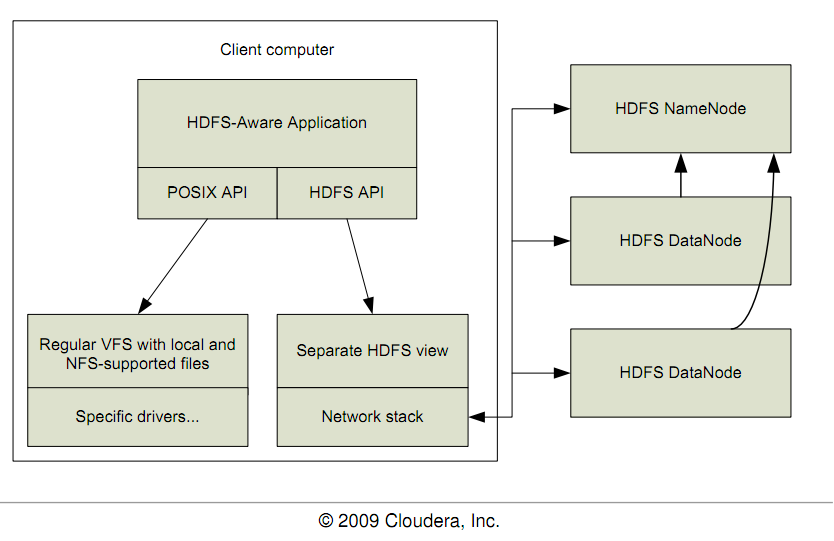 Client computer
HDFS-Aware Application
POSIX API
HDFS API
Regular VFS with local and
NFS-supported files
Specific drivers...
Separate HDFS view
Network stack
HDFS NameNode
HDFS DataNode
HDFS DataNode
© 2009 Cloudera, Inc.